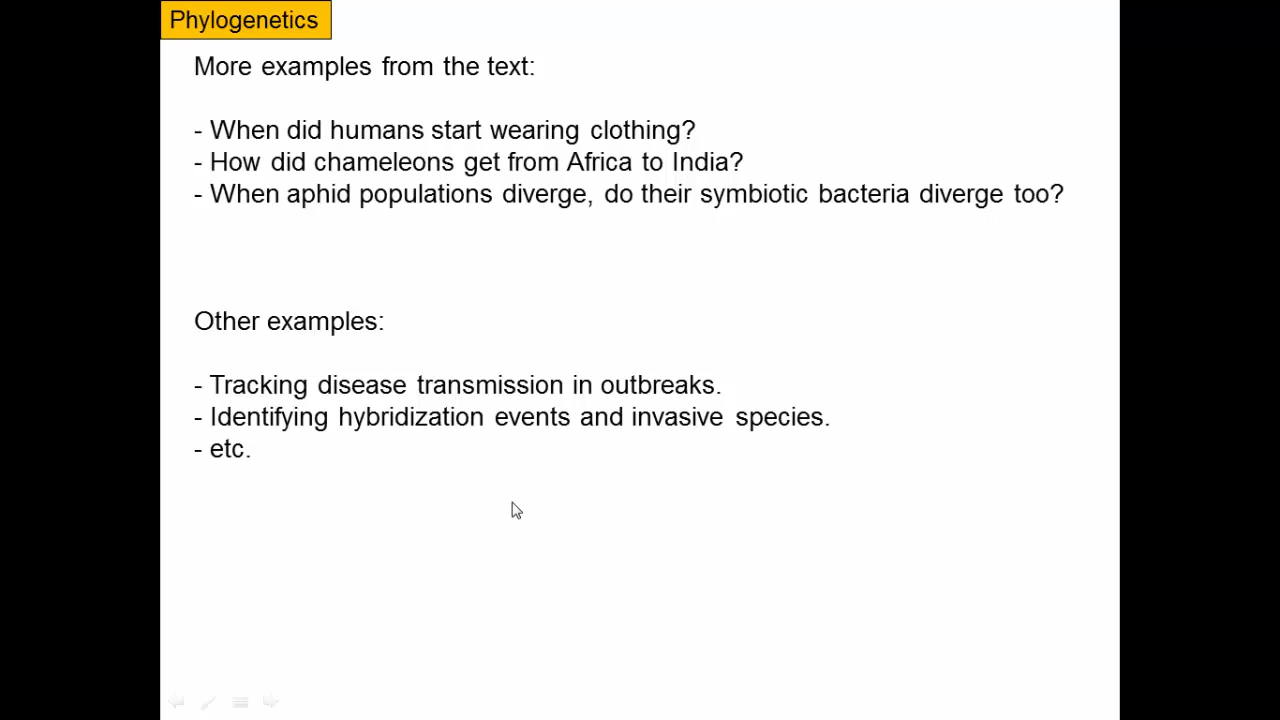 Phylogenetics
More examples from the text:
- When did humans start wearing clothing?
- How did chameleons get from Africa to India?
- When aphid populations diverge, do their symbiotic bacteria diverge too?
Other examples:
- Tracking disease transmission in outbreaks.
- Identifying hybridization events and invasive species.
- etc.